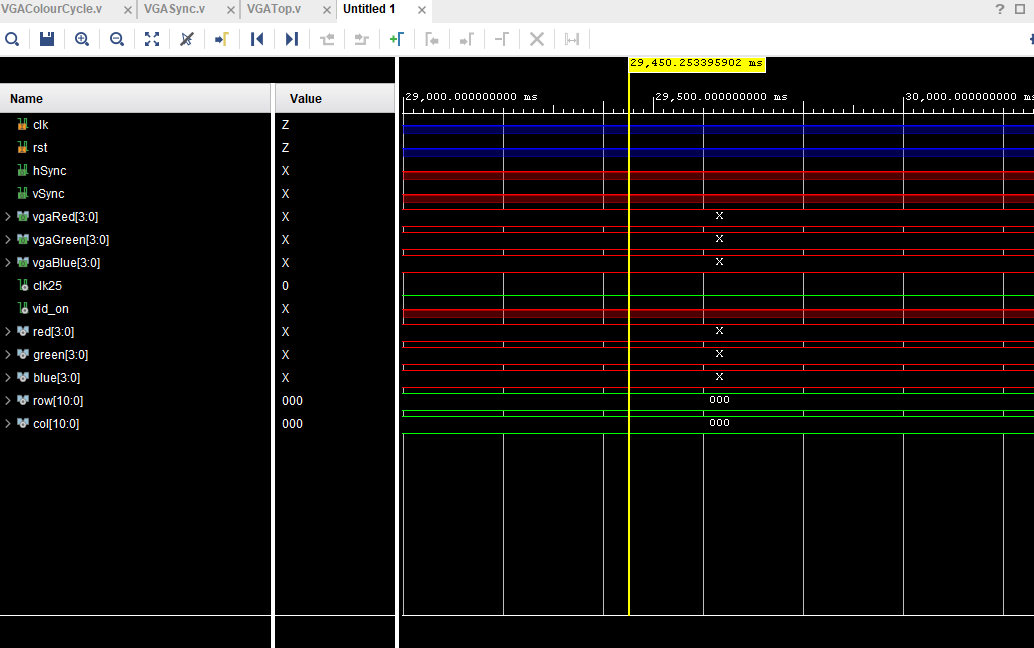 VGAColourCycle.v VGASync.v VGATop.v Untitled 1
29,450.253395902 ms
Name Value 29,000.000000000 ms 29,500.000000000 ms 30,000.000000000 ms
clk Z
rst Z
hSync X
vSync X
vgaRed[3:0] X X
vgaGreen[3:0] X X
vgaBlue[3:0] X X
clk25 0
vid_on X
red[3:0] X X
green[3:0] X X
blue[3:0] X X
row[10:0] 000 000
col[10:0] 000 000